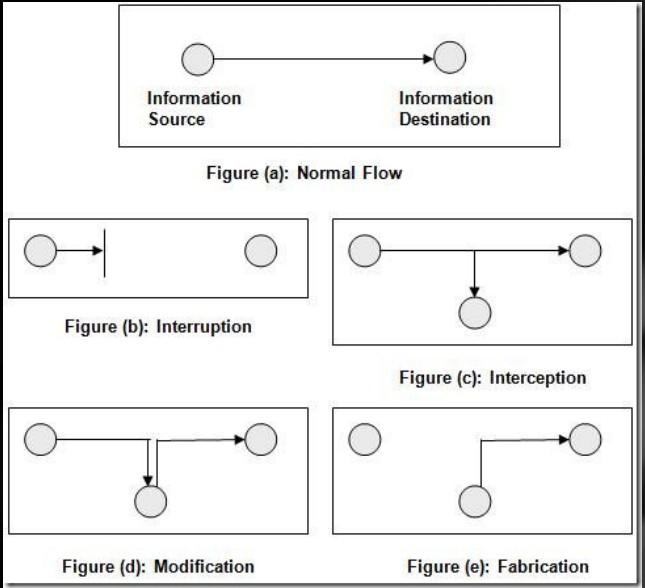 Information Source
Information Destination
Figure (a): Normal Flow
Figure (b): Interruption
Figure (c): Interception
Figure (d): Modification
Figure (e): Fabrication